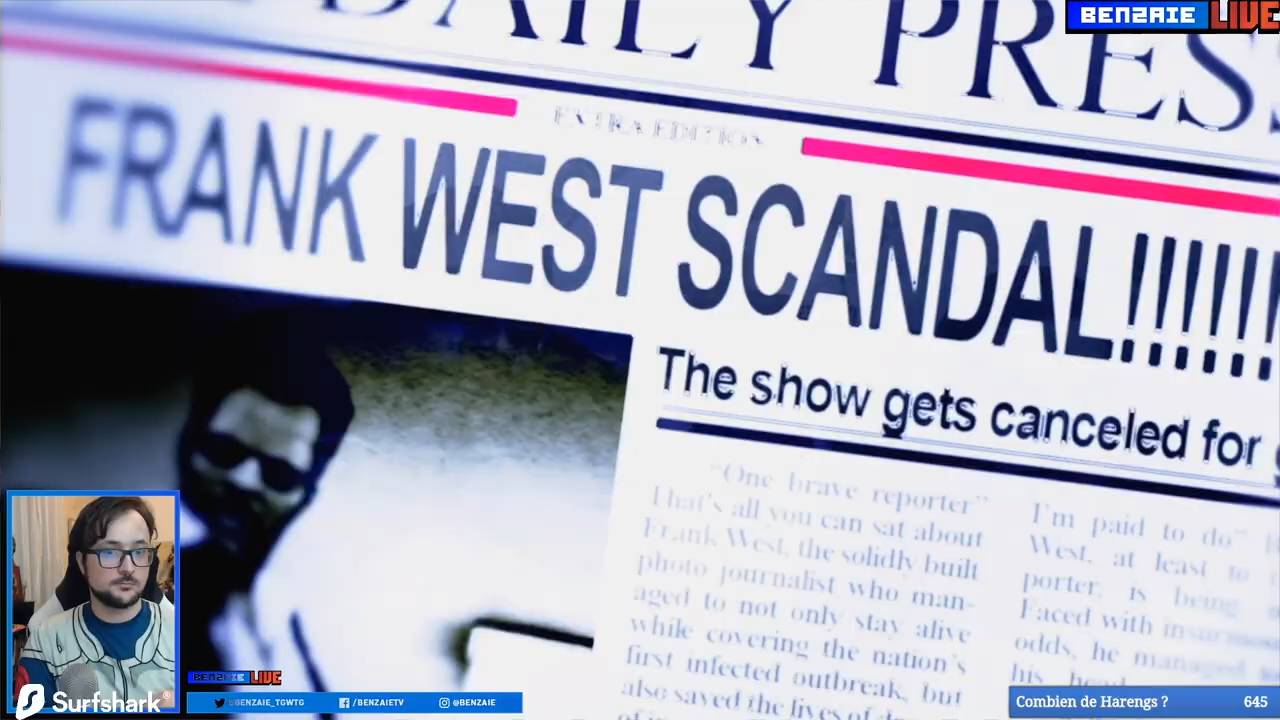 BENZAIE LIVE
DAILY PRESS
EXTRA EDITION
FRANK WEST SCANDAL!!!!!!!
The show gets canceled for
"One brave reporter"
That's all you can sat about
Frank West, the solidly built
photo journalist who man-
aged to not only stay alive
while covering the nation's
first infected outbreak, but
also saved the lives of
I'm paid to do"
West, at least to
porter, is being
Faced with
odds, he managed
his
BENZAIE LIVE
Surfshark®
@BENZAIE_TGWTG
/BENZAIETV
@BENZAIE
Combien de Harengs ? 645